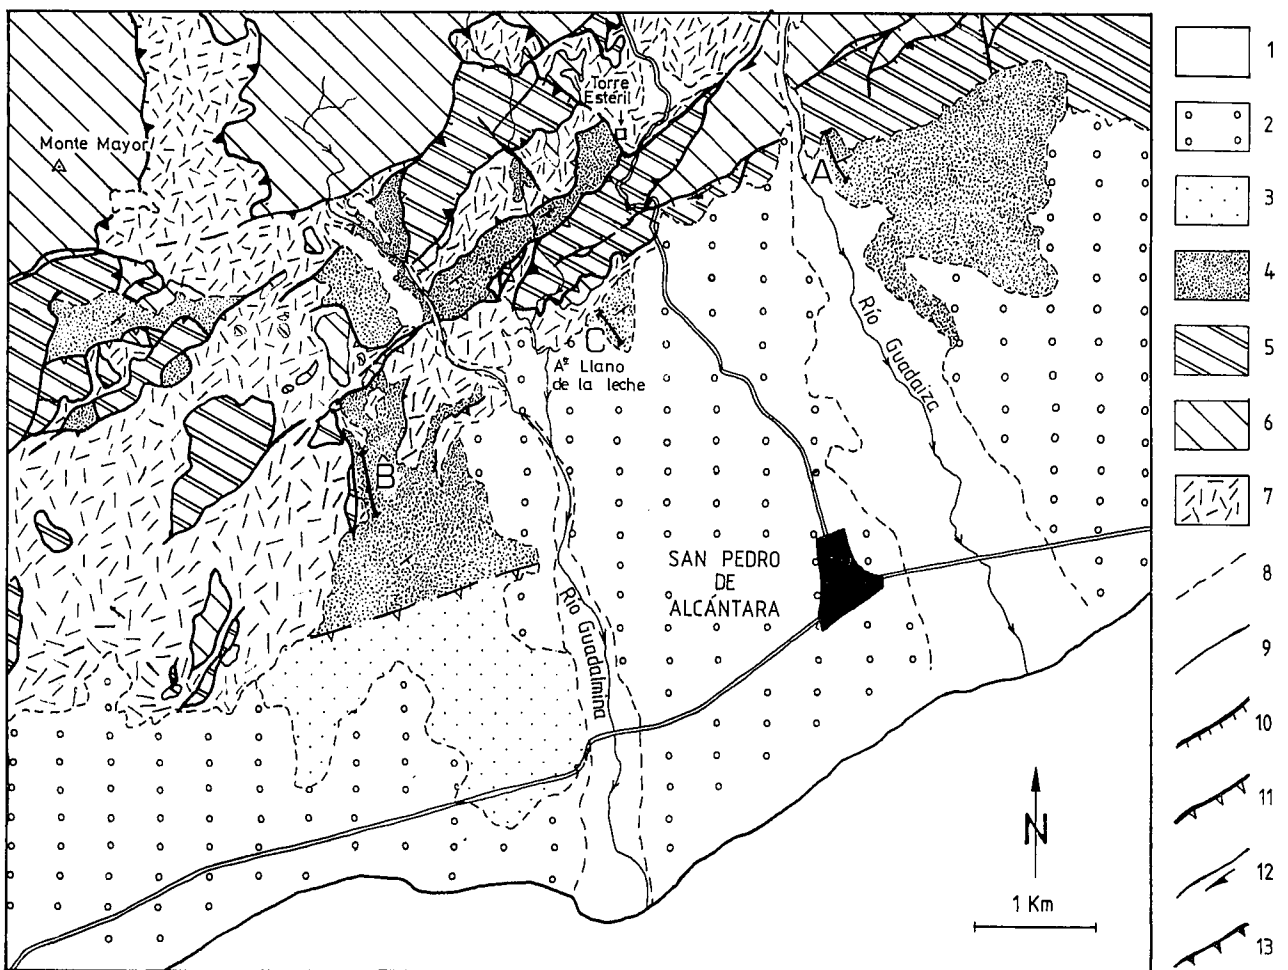 Torre
Estéril
Monte Mayor
A
C
Aº Llano
de la leche
B
Río
Guadaiza
SAN PEDRO
DE
ALCÁNTARA
Río Guadalmina
N
1 Km
1
2
3
4
5
6
7
8
9
10
11
12
13